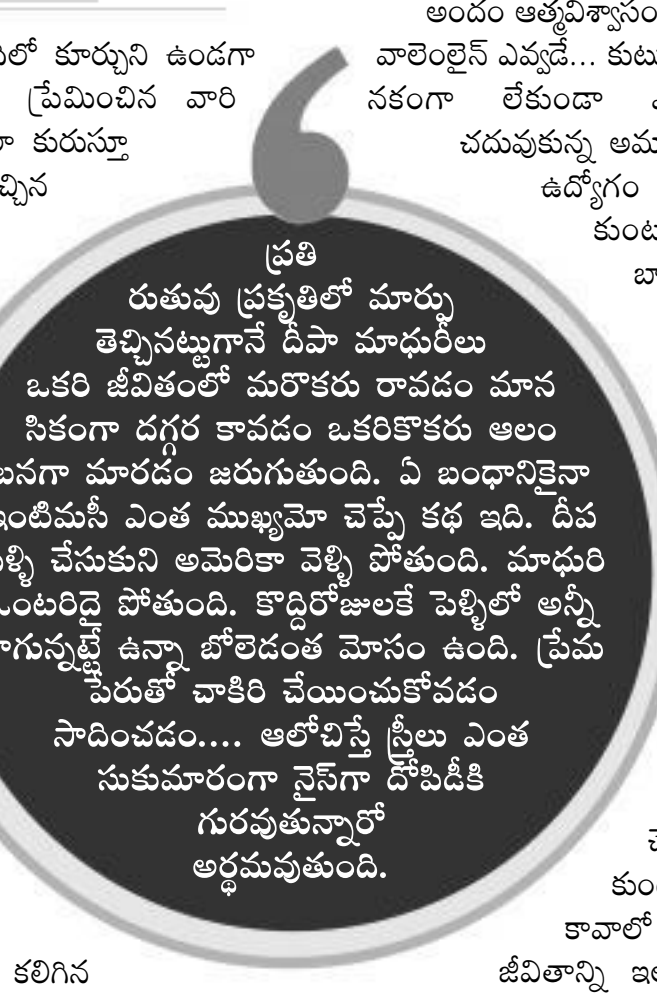 అందం ఆత్మవిశ్వాసం
కూర్చుని ఉండగా
వాలెంలైన్ ఎవ్వడే...
ప్రేమించిన వారి
నకంగా లేకుండా
కురుస్తూ
చదువుకున్న
ఉద్యోగం
ప్రతి
రుతువు ప్రకృతిలో మార్పు
తెచ్చినట్టుగానే దీపా మాధురీలు
ఒకరి జీవితంలో మరొకరు రావడం మాన
సికంగా దగ్గర కావడం ఒకరికొకరు ఆలం
బనగా మారడం జరుగుతుంది. ఏ బంధానికైనా
ఇంటిమసీ ఎంత ముఖ్యమో చెప్పే కథ ఇది. దీప
చేసుకుని అమెరికా వెళ్ళి పోతుంది. మాధురి
ఒంటరిదై పోతుంది. కొద్దిరోజులకే పెళ్ళిలో అన్నీ
ఉన్నా బోలెడంత మోసం ఉంది. ప్రేమ
పేరుతో చాకిరి చేయించుకోవడం
సాదించడం.... ఆలోచిస్తే స్త్రీలు ఎంత
సుకుమారంగా నైస్‌గా దోపిడీకి
గురవుతున్నారో
అర్థమవుతుంది.
కావాలో
కలిగిన
జీవితాన్ని